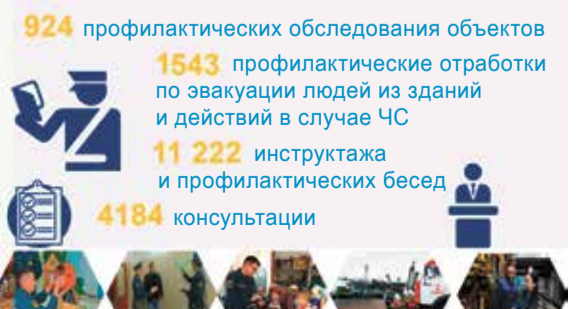 924 профилактических обследования объектов
1543 профилактические отработки
по эвакуации людей из зданий
и действий в случае ЧС
11 222 инструктажа
и профилактических бесед
4184 консультации